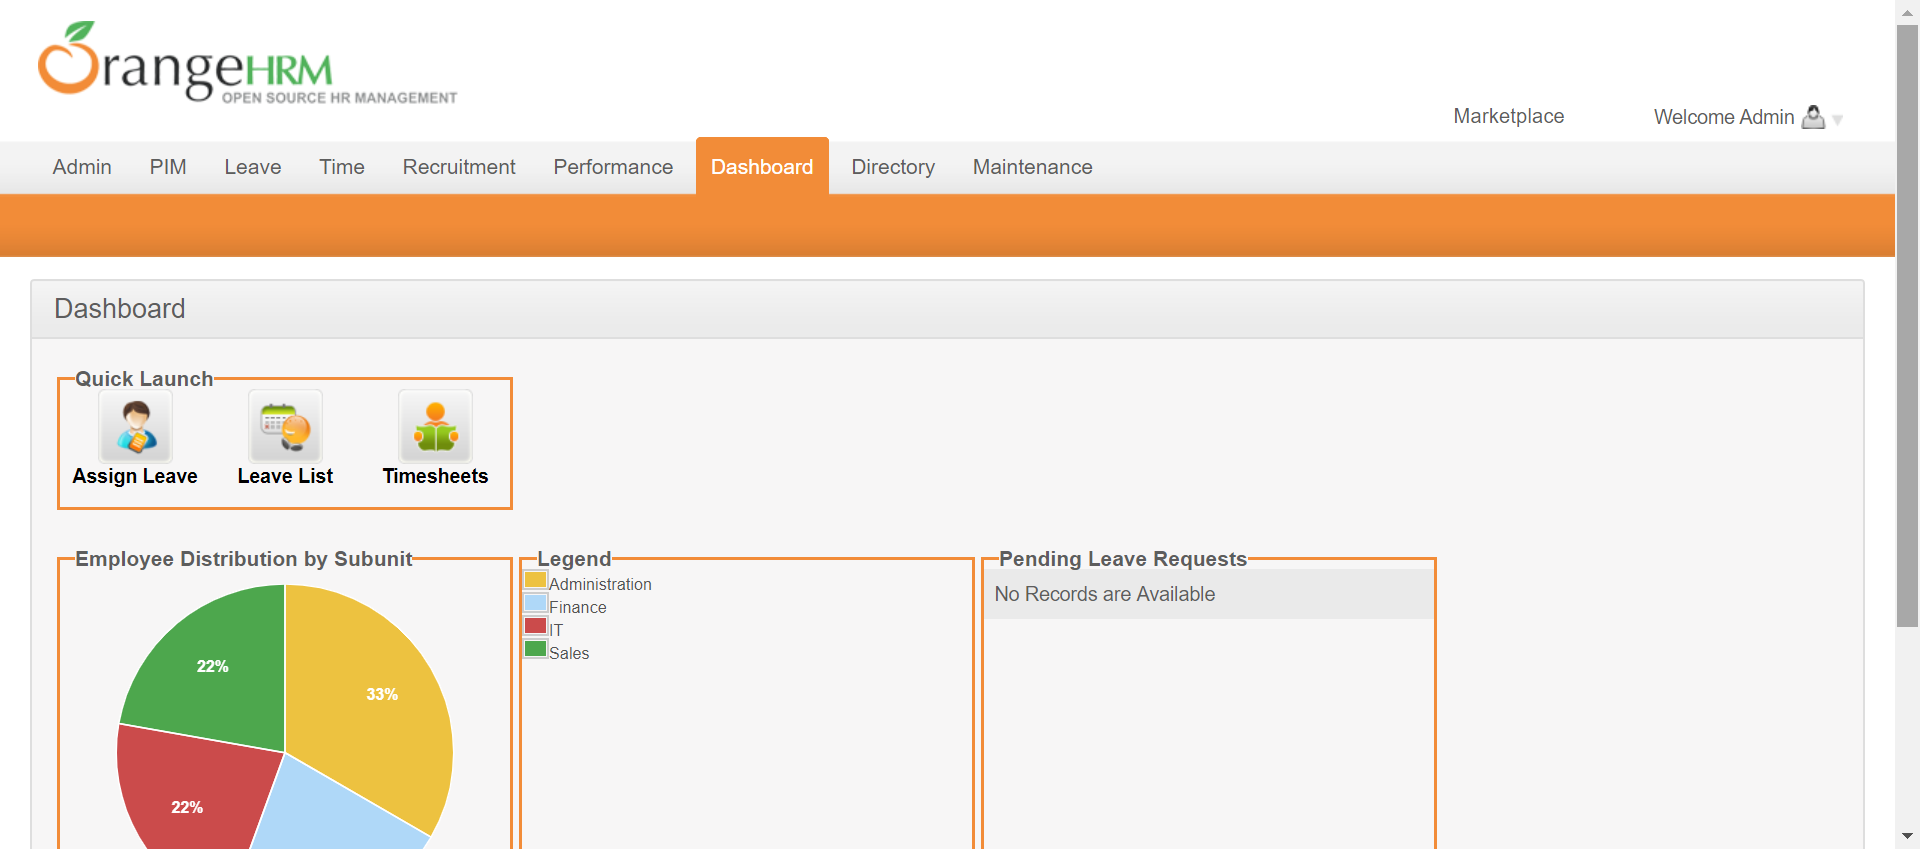 OrangeHRM
OPEN SOURCE HR MANAGEMENT
Marketplace
Welcome Admin
Admin PIM Leave Time Recruitment Performance Dashboard Directory Maintenance
Dashboard
Quick Launch
Assign Leave Leave List Timesheets
Employee Distribution by Subunit
33%
22%
22%
Legend
Administration
Finance
IT
Sales
Pending Leave Requests
No Records are Available